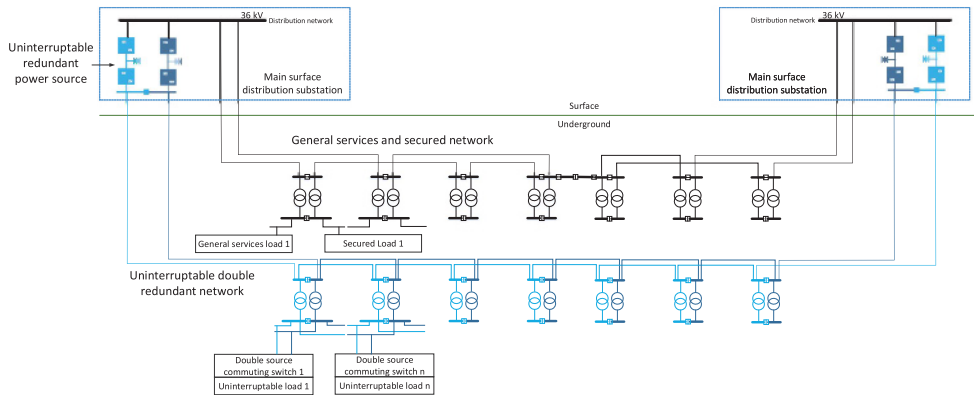 36 kV
Distribution network
Uninterruptable
redundant
power source
Main surface
distribution substation
36 kV
Distribution network
Main surface
distribution substation
Surface
Underground
General services and secured network
General services load 1
Secured Load 1
Uninterruptable double
redundant network
Double source
commuting switch 1
Uninterruptable load 1
Double source
commuting switch n
Uninterruptable load n